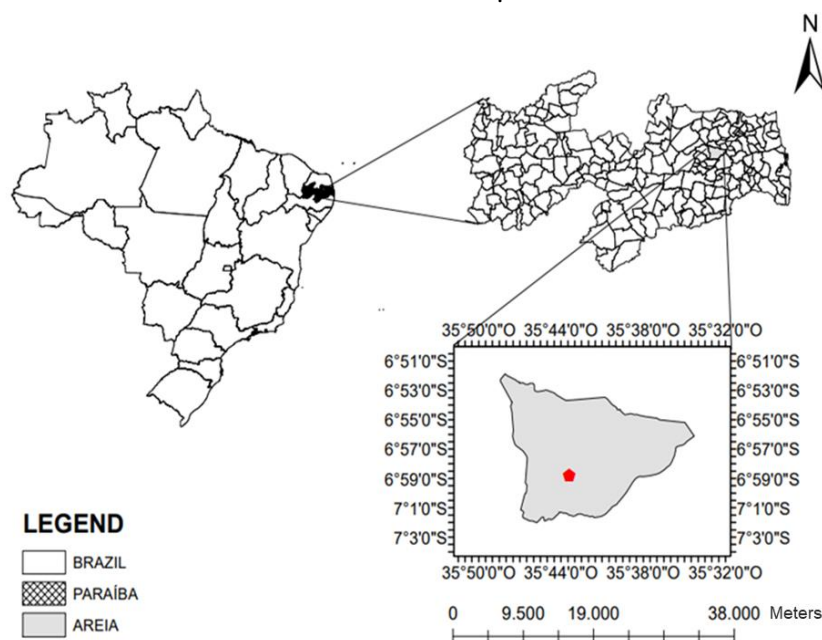 N
35°50'0"O 35°44'0"O 35°38'0"O 35°32'0"O
6°51'0"S 6°51'0"S
6°53'0"S 6°53'0"S
6°55'0"S 6°55'0"S
6°57'0"S 6°57'0"S
6°59'0"S 6°59'0"S
7°1'0"S 7°1'0"S
7°3'0"S 7°3'0"S
35°50'0"O 35°44'0"O 35°38'0"O 35°32'0"O
LEGEND
BRAZIL
PARAÍBA
AREIA
0 9.500 19.000 38.000 Meters